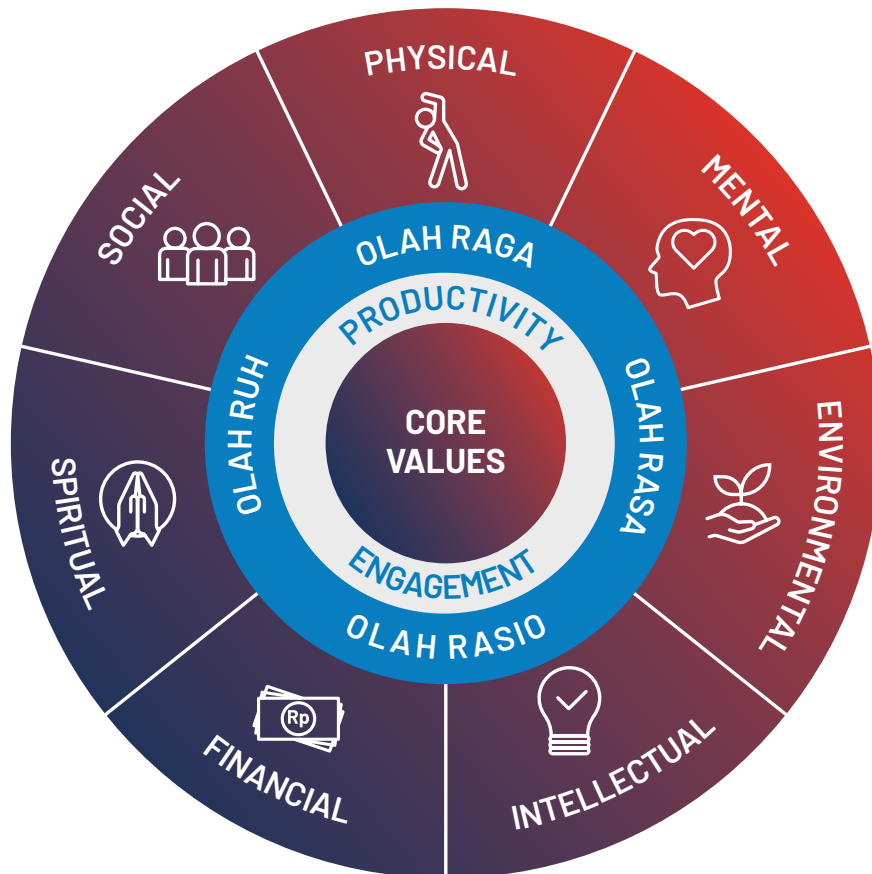 PHYSICAL
MENTAL
ENVIRONMENTAL
INTELLECTUAL
FINANCIAL
Rp
SPIRITUAL
SOCIAL
OLAH RAGA
OLAH RASA
OLAH RASIO
OLAH RUH
PRODUCTIVITY
ENGAGEMENT
CORE
VALUES